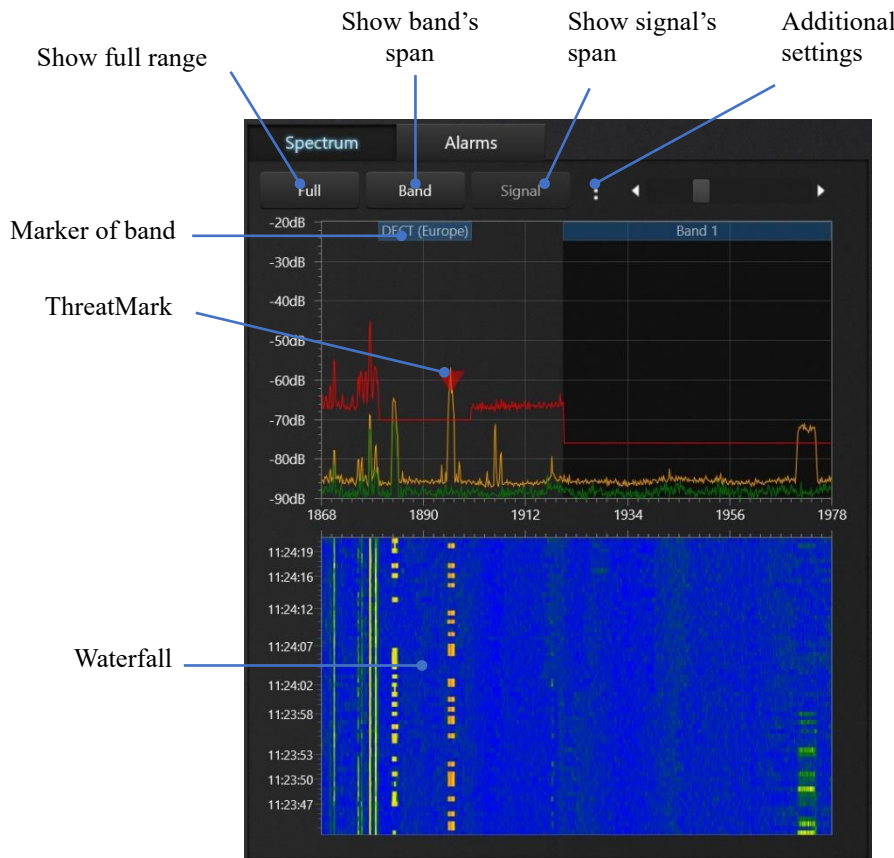 Show full range
Show band’s
span
Show signal’s
span
Additional
settings
Spectrum
Alarms
Full
Band
Signal
Marker of band
ThreatMark
Waterfall
-20dB
DECT (Europe)
Band 1
-30dB
-40dB
-50dB
-60dB
-70dB
-80dB
-90dB
1868
1890
1912
1934
1956
1978
11:24:19
11:24:16
11:24:12
11:24:07
11:24:02
11:23:58
11:23:53
11:23:50
11:23:47